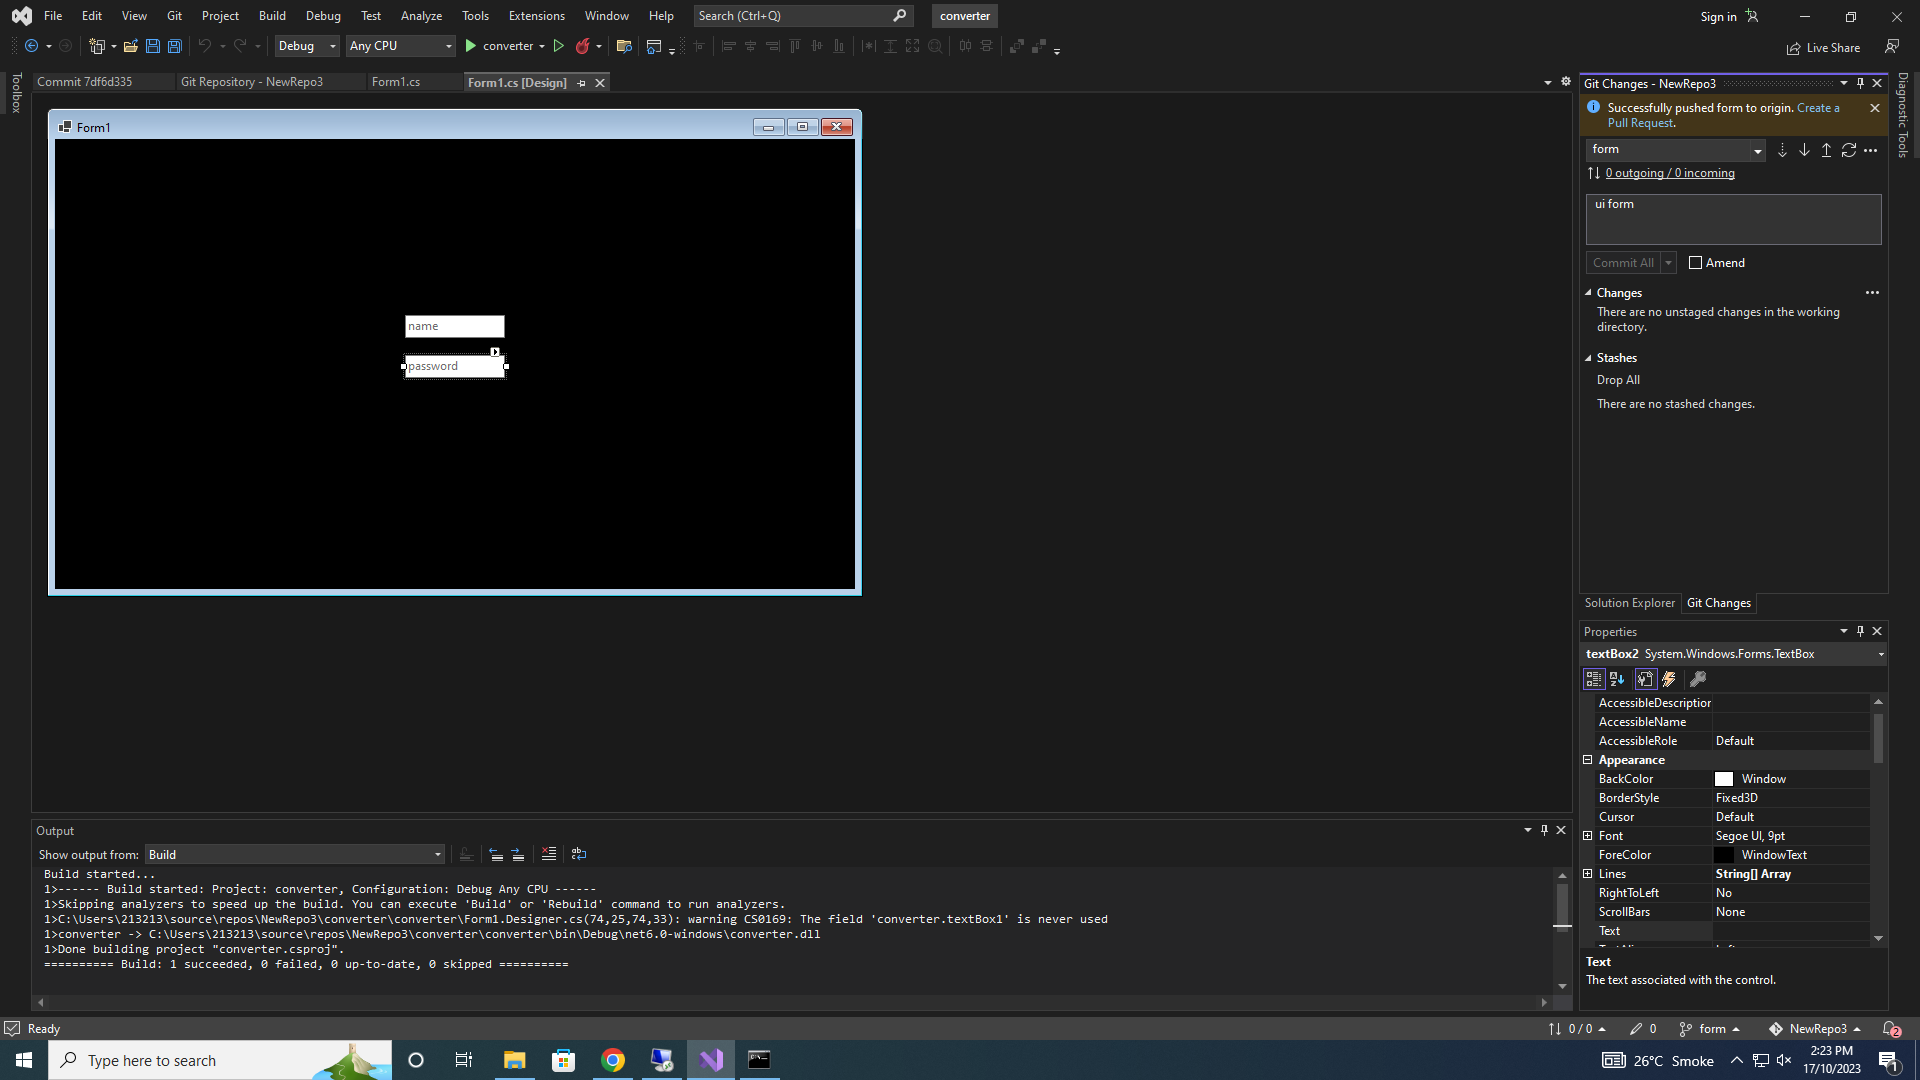 File Edit View Git Project Build Debug Test Analyze Tools Extensions Window Help Search (Ctrl+Q) converter Sign in
Debug Any CPU converter Live Share
Toolbox
Commit 7df6d335 Git Repository - NewRepo3 Form1.cs Form1.cs [Design]
Form1
name
password
Git Changes - NewRepo3
Successfully pushed form to origin. Create a
Pull Request.
form
0 outgoing / 0 incoming
ui form
Commit All Amend
Changes
There are no unstaged changes in the working
directory.
Stashes
Drop All
There are no stashed changes.
Diagnostic Tools
Solution Explorer Git Changes
Properties
textBox2 System.Windows.Forms.TextBox
AccessibleDescription
AccessibleName
AccessibleRole Default
Appearance
BackColor Window
BorderStyle Fixed3D
Cursor Default
Font Segoe UI, 9pt
ForeColor WindowText
Lines String[] Array
RightToLeft No
ScrollBars None
Text
Text
The text associated with the control.
Output
Show output from: Build
Build started...
1>------ Build started: Project: converter, Configuration: Debug Any CPU ------
1>Skipping analyzers to speed up the build. You can execute 'Build' or 'Rebuild' command to run analyzers.
1>C:\Users\213213\source\repos\NewRepo3\converter\converter\Form1.Designer.cs(74,25,74,33): warning CS0169: The field 'converter.textBox1' is never used
1>converter -> C:\Users\213213\source\repos\NewRepo3\converter\converter\bin\Debug\net6.0-windows\converter.dll
1>Done building project "converter.csproj".
========== Build: 1 succeeded, 0 failed, 0 up-to-date, 0 skipped ==========
Ready 0 / 0 0 form NewRepo3 2
Type here to search 26°C Smoke 2:23 PM
17/10/2023 1